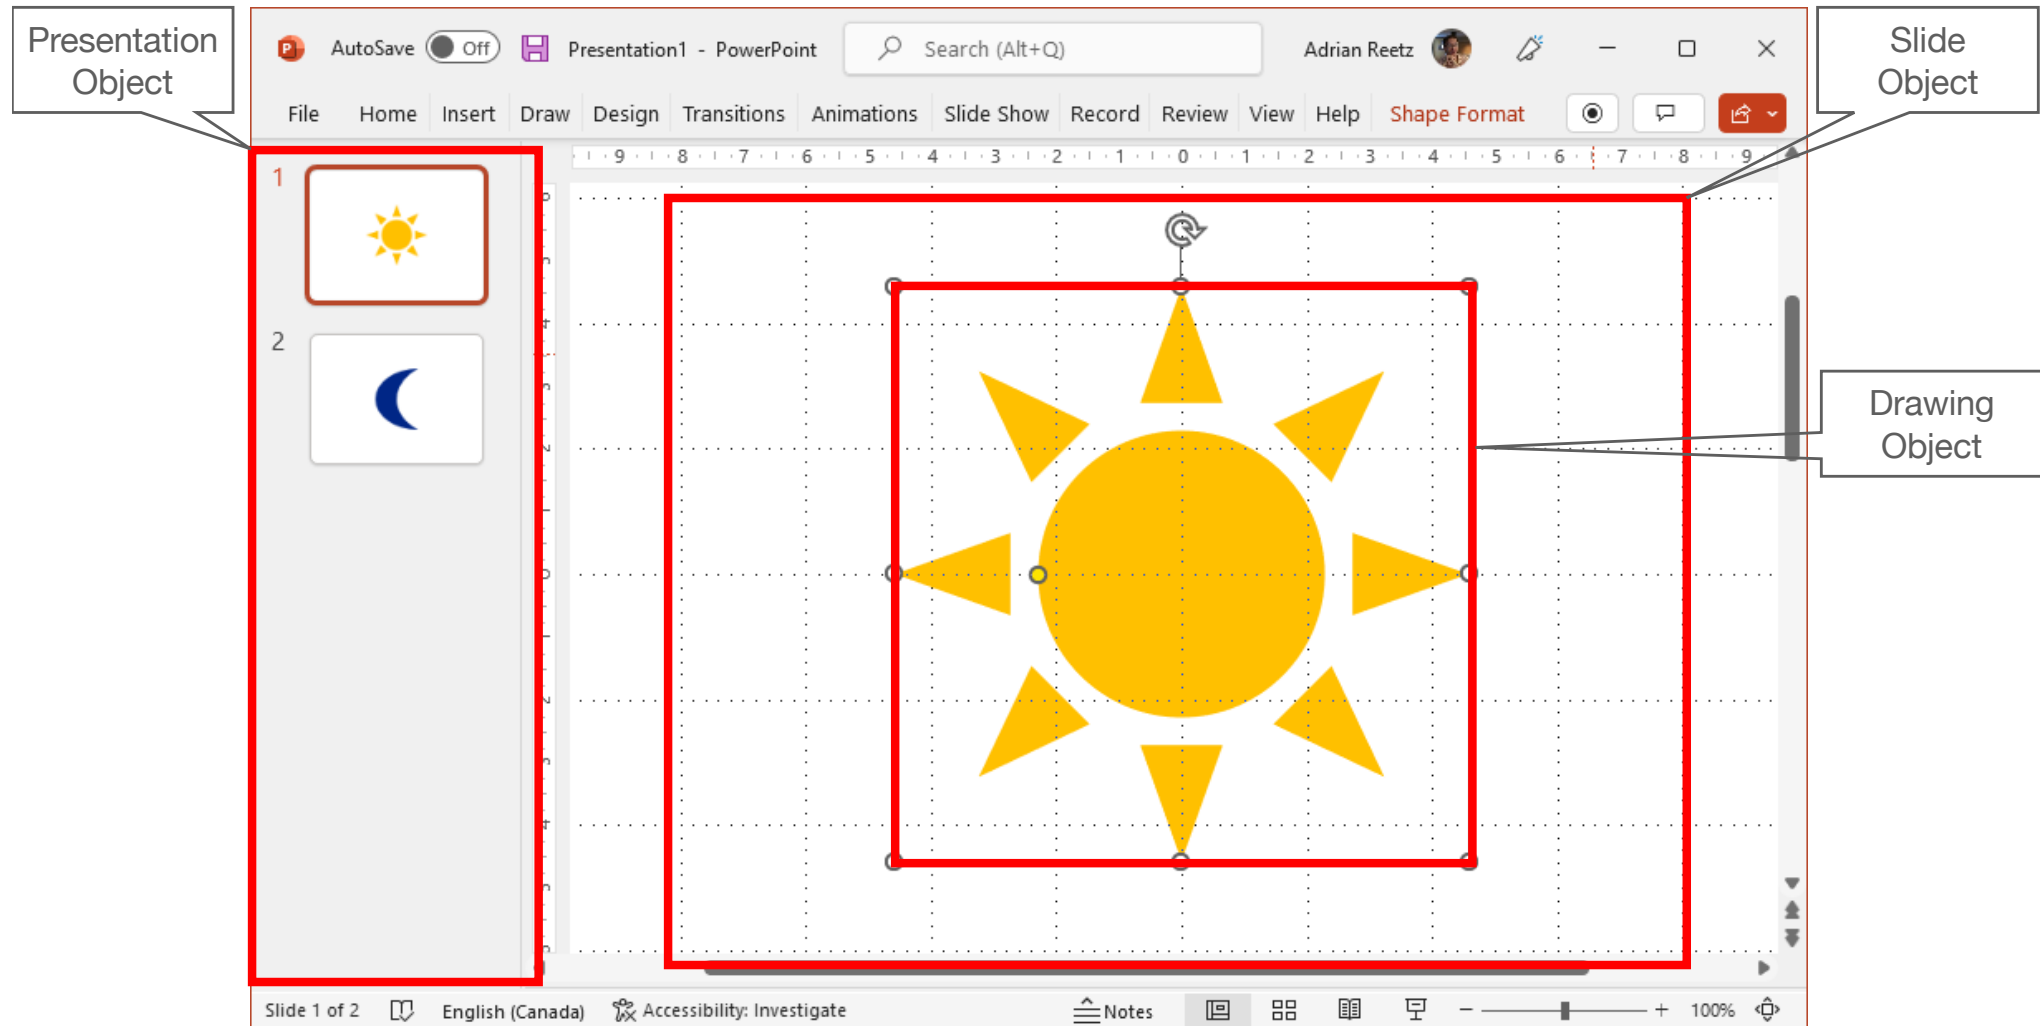 Presentation
Object
AutoSave Off Presentation1 - PowerPoint Search (Alt+Q) Adrian Reetz
Slide
Object
File Home Insert Draw Design Transitions Animations Slide Show Record Review View Help Shape Format
9 8 7 6 5 4 3 2 1 0 1 2 3 4 5 6 7 8 9
1
2
Drawing
Object
Slide 1 of 2 English (Canada) Accessibility: Investigate Notes 100%